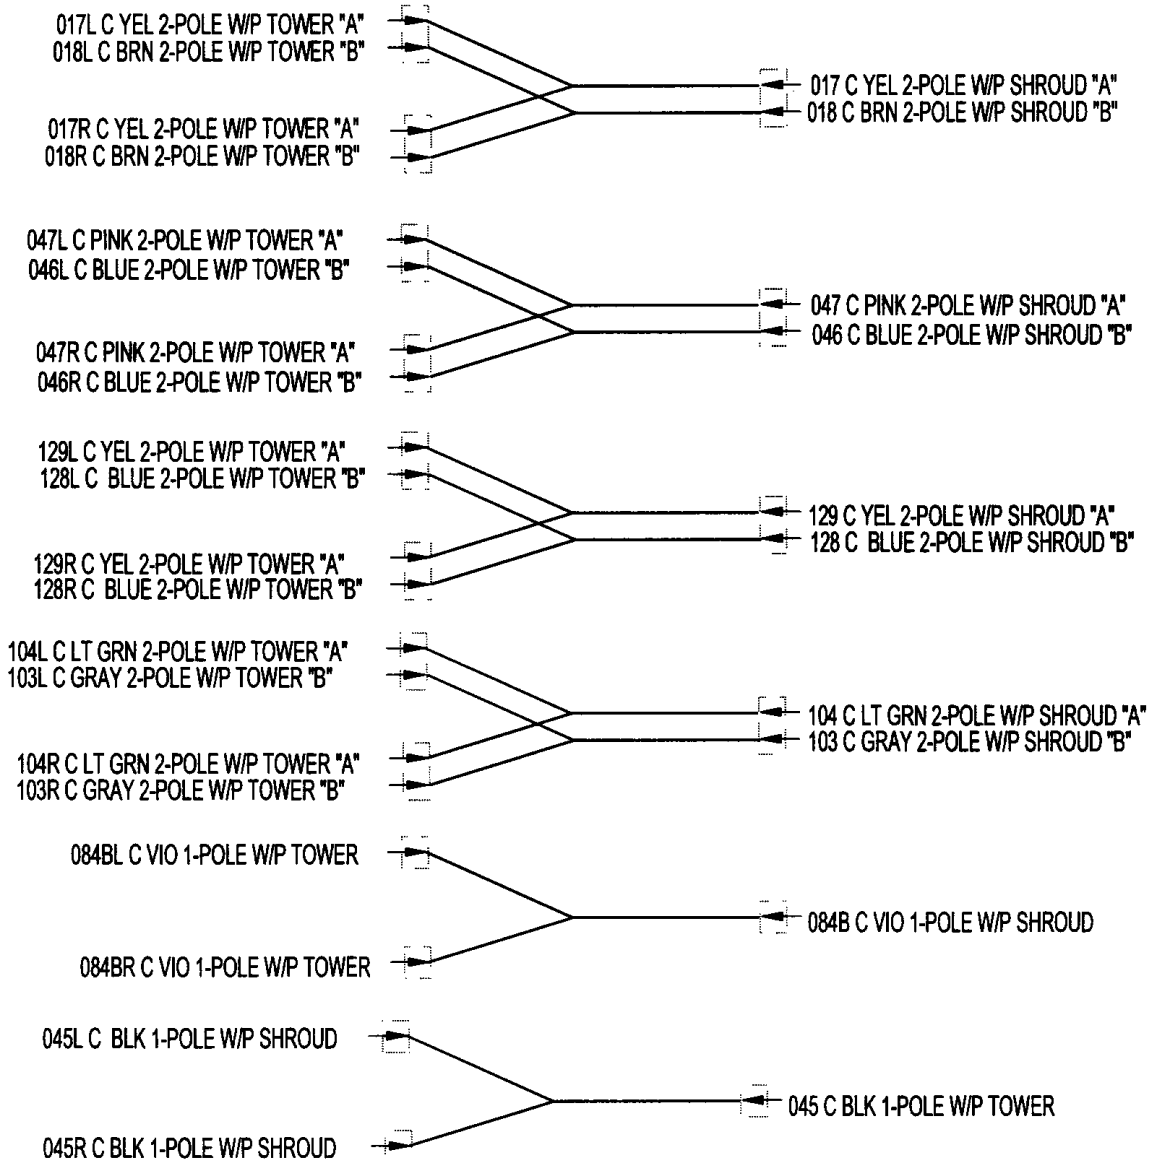 017L C YEL 2-POLE W/P TOWER "A"
018L C BRN 2-POLE W/P TOWER "B"
017 C YEL 2-POLE W/P SHROUD "A"
018 C BRN 2-POLE W/P SHROUD "B"
017R C YEL 2-POLE W/P TOWER "A"
018R C BRN 2-POLE W/P TOWER "B"
047L C PINK 2-POLE W/P TOWER "A"
046L C BLUE 2-POLE W/P TOWER "B"
047 C PINK 2-POLE W/P SHROUD "A"
046 C BLUE 2-POLE W/P SHROUD "B"
047R C PINK 2-POLE W/P TOWER "A"
046R C BLUE 2-POLE W/P TOWER "B"
129L C YEL 2-POLE W/P TOWER "A"
128L C BLUE 2-POLE W/P TOWER "B"
129 C YEL 2-POLE W/P SHROUD "A"
128 C BLUE 2-POLE W/P SHROUD "B"
129R C YEL 2-POLE W/P TOWER "A"
128R C BLUE 2-POLE W/P TOWER "B"
104L C LT GRN 2-POLE W/P TOWER "A"
103L C GRAY 2-POLE W/P TOWER "B"
104 C LT GRN 2-POLE W/P SHROUD "A"
103 C GRAY 2-POLE W/P SHROUD "B"
104R C LT GRN 2-POLE W/P TOWER "A"
103R C GRAY 2-POLE W/P TOWER "B"
084BL C VIO 1-POLE W/P TOWER
084B C VIO 1-POLE W/P SHROUD
084BR C VIO 1-POLE W/P TOWER
045L C BLK 1-POLE W/P SHROUD
045 C BLK 1-POLE W/P TOWER
045R C BLK 1-POLE W/P SHROUD